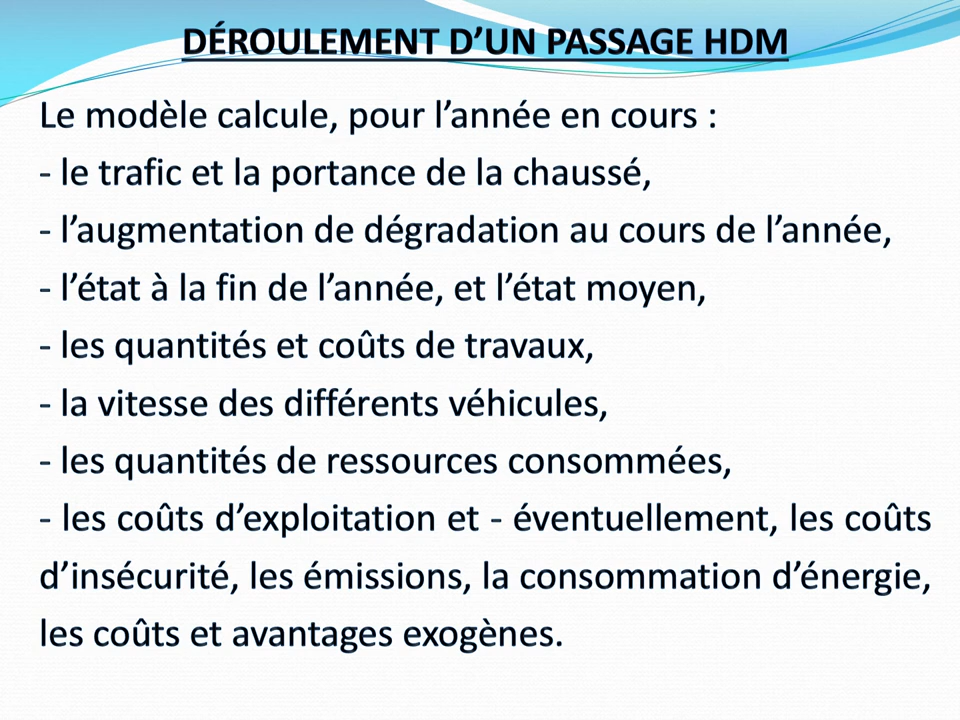 DÉROULEMENT D’UN PASSAGE HDM
Le modèle calcule, pour l’année en cours :
- le trafic et la portance de la chaussé,
- l’augmentation de dégradation au cours de l’année,
- l’état à la fin de l’année, et l’état moyen,
- les quantités et coûts de travaux,
- la vitesse des différents véhicules,
- les quantités de ressources consommées,
- les coûts d’exploitation et - éventuellement, les coûts
d’insécurité, les émissions, la consommation d’énergie,
les coûts et avantages exogènes.